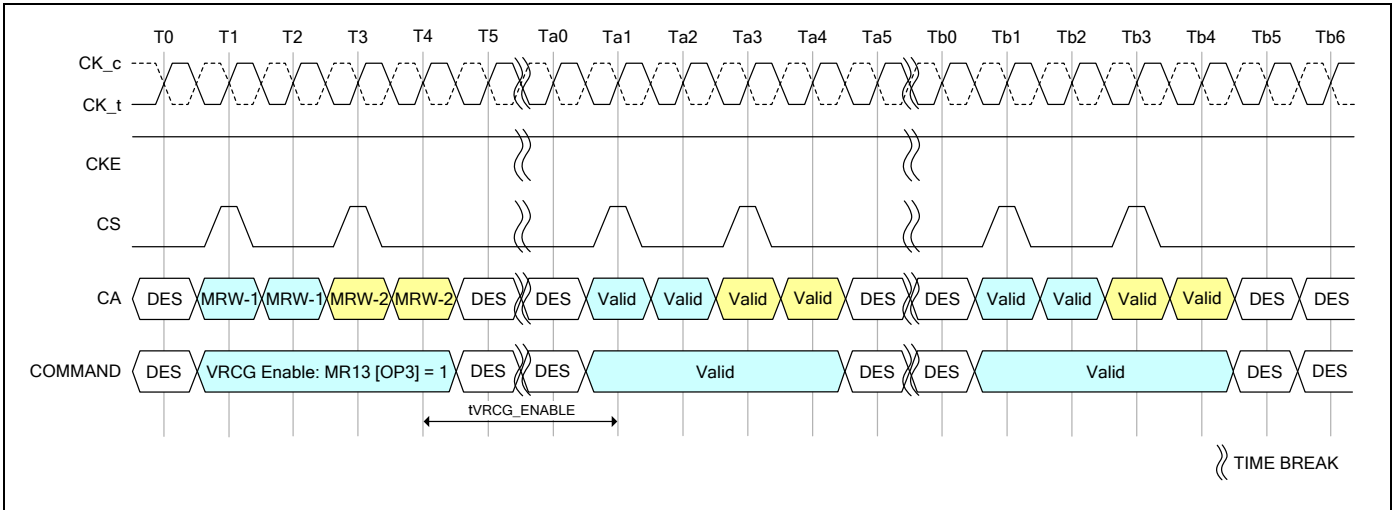 T0 T1 T2 T3 T4 T5 Ta0 Ta1 Ta2 Ta3 Ta4 Ta5 Tb0 Tb1 Tb2 Tb3 Tb4 Tb5 Tb6
CK_c
CK_t
CKE
CS
CA DES MRW-1 MRW-1 MRW-2 MRW-2 DES DES Valid Valid Valid Valid DES DES Valid Valid Valid Valid DES DES
COMMAND DES VRCG Enable: MR13 [OP3] = 1 DES DES Valid DES DES Valid DES DES
tVRCG_ENABLE
TIME BREAK